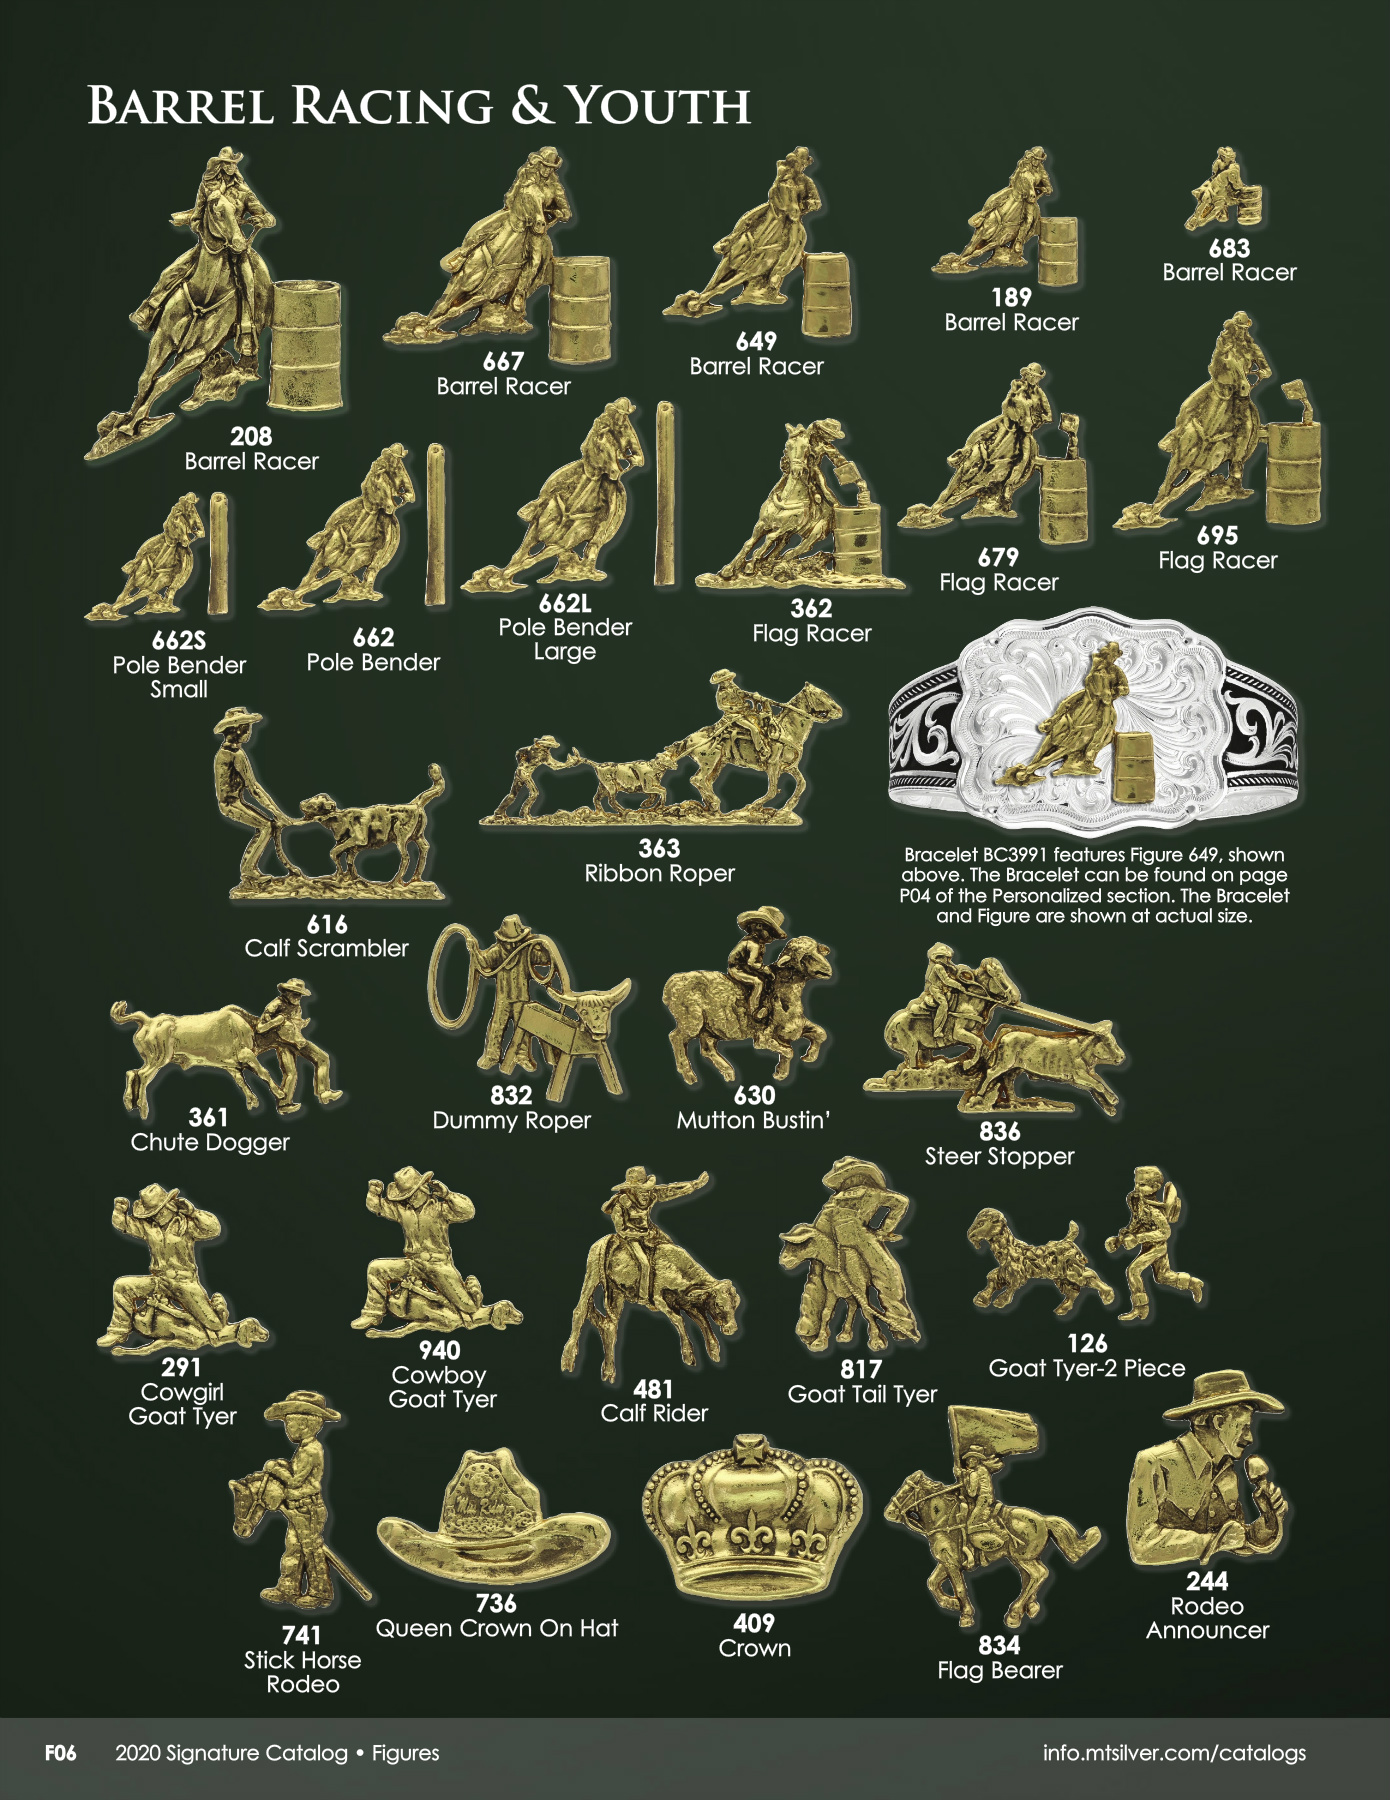 BARREL RACING & YOUTH
208
Barrel Racer
667
Barrel Racer
649
Barrel Racer
189
Barrel Racer
683
Barrel Racer
662S
Pole Bender
Small
662
Pole Bender
662L
Pole Bender
Large
362
Flag Racer
679
Flag Racer
695
Flag Racer
616
Calf Scrambler
363
Ribbon Roper
Bracelet BC3991 features Figure 649, shown
above. The Bracelet can be found on page
P04 of the Personalized section. The Bracelet
and Figure are shown at actual size.
361
Chute Dogger
832
Dummy Roper
630
Mutton Bustin’
836
Steer Stopper
291
Cowgirl
Goat Tyer
940
Cowboy
Goat Tyer
481
Calf Rider
817
Goat Tail Tyer
126
Goat Tyer-2 Piece
741
Stick Horse
Rodeo
736
Queen Crown On Hat
409
Crown
834
Flag Bearer
244
Rodeo
Announcer
F06 2020 Signature Catalog • Figures
info.mtsilver.com/catalogs